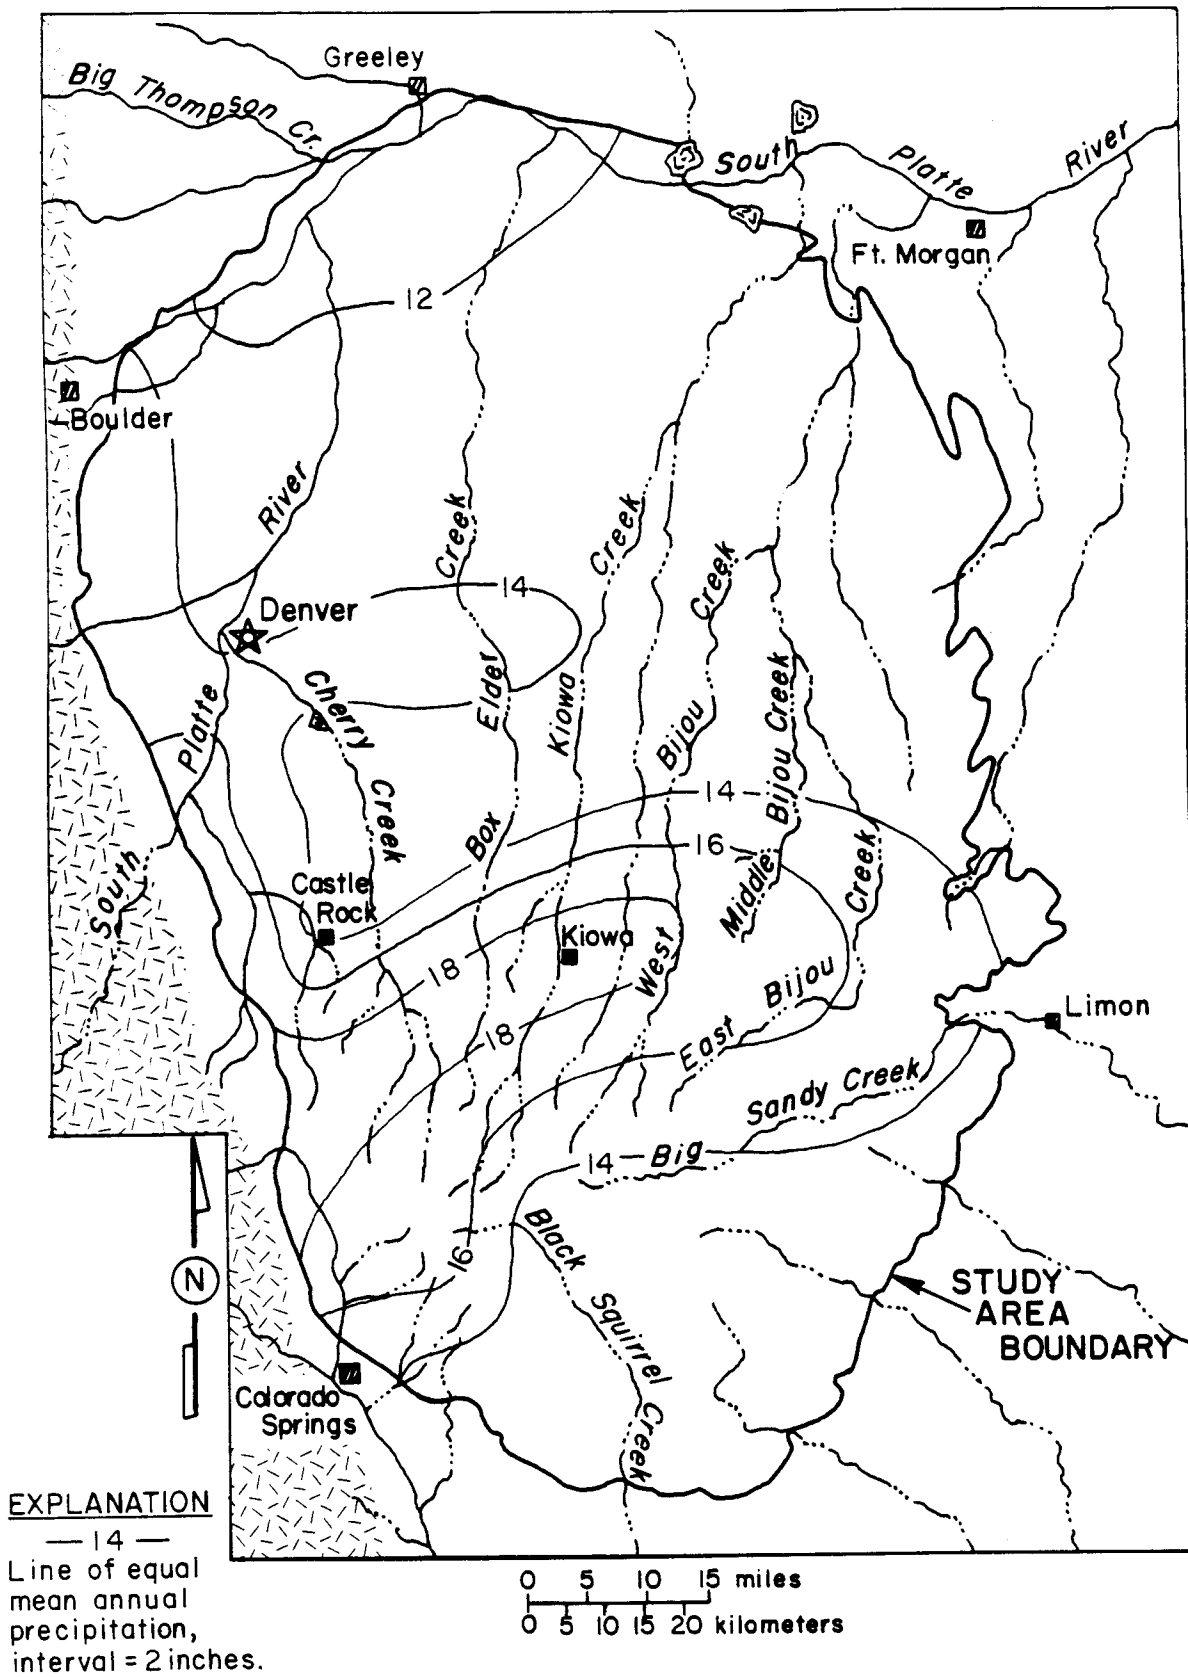 Greeley
Big Thompson Cr.
South Platte River
Ft. Morgan
12
Boulder
River
Creek
Creek
Creek
14
Denver
Cherry Creek
Elder
Kiowa
Bijou
Bijou Creek
Platte
14
Box
16
Middle
Creek
South
Castle
Rock
Kiowa
18
West
Bijou
East
18
Limon
Sandy Creek
14
Big
Black Squirrel Creek
16
N
STUDY
AREA
BOUNDARY
Colorado
Springs
EXPLANATION
— 14 —
Line of equal
mean annual
precipitation,
interval = 2 inches.
0 5 10 15 miles
0 5 10 15 20 kilometers